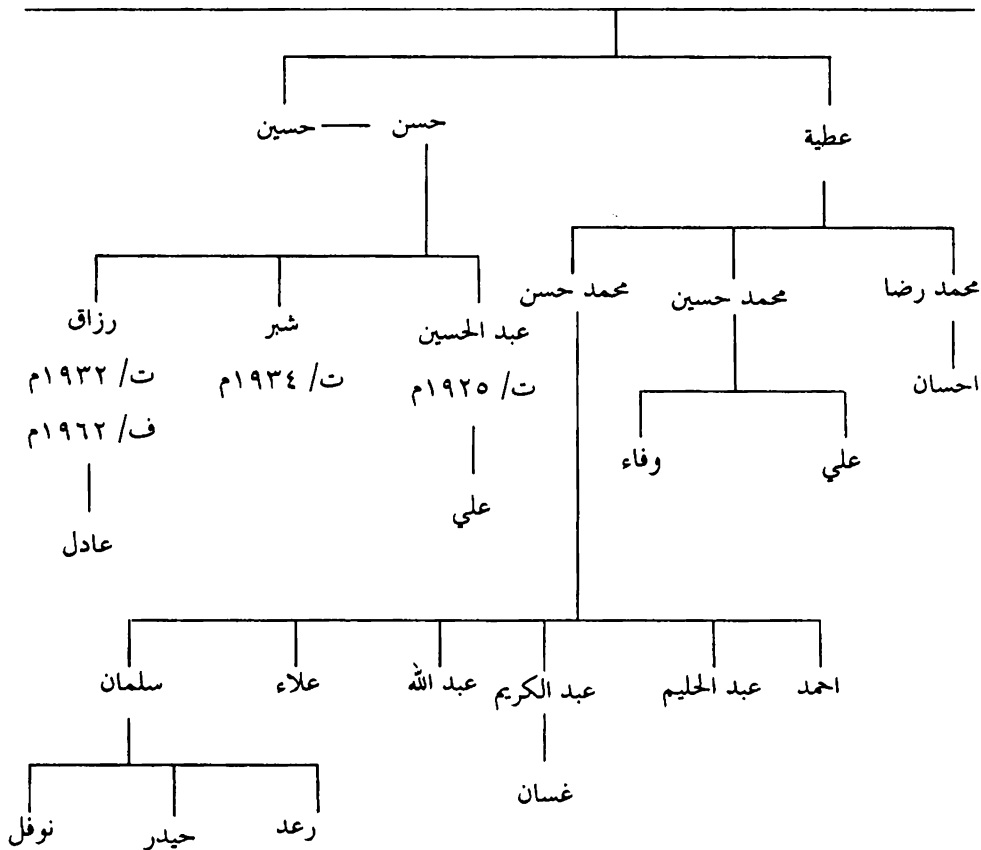 عطية
حسن — حسين
محمد رضا
محمد حسين
محمد حسن
احسان
علي
وفاء
عبد الحسين
ت/ ١٩٢٥م
علي
شبر
ت/ ١٩٣٤م
رزاق
ت/ ١٩٣٢م
ف/ ١٩٦٢م
عادل
احمد
عبد الحليم
عبد الكريم
عبد الله
علاء
سلمان
غسان
رعد
حيدر
نوفل